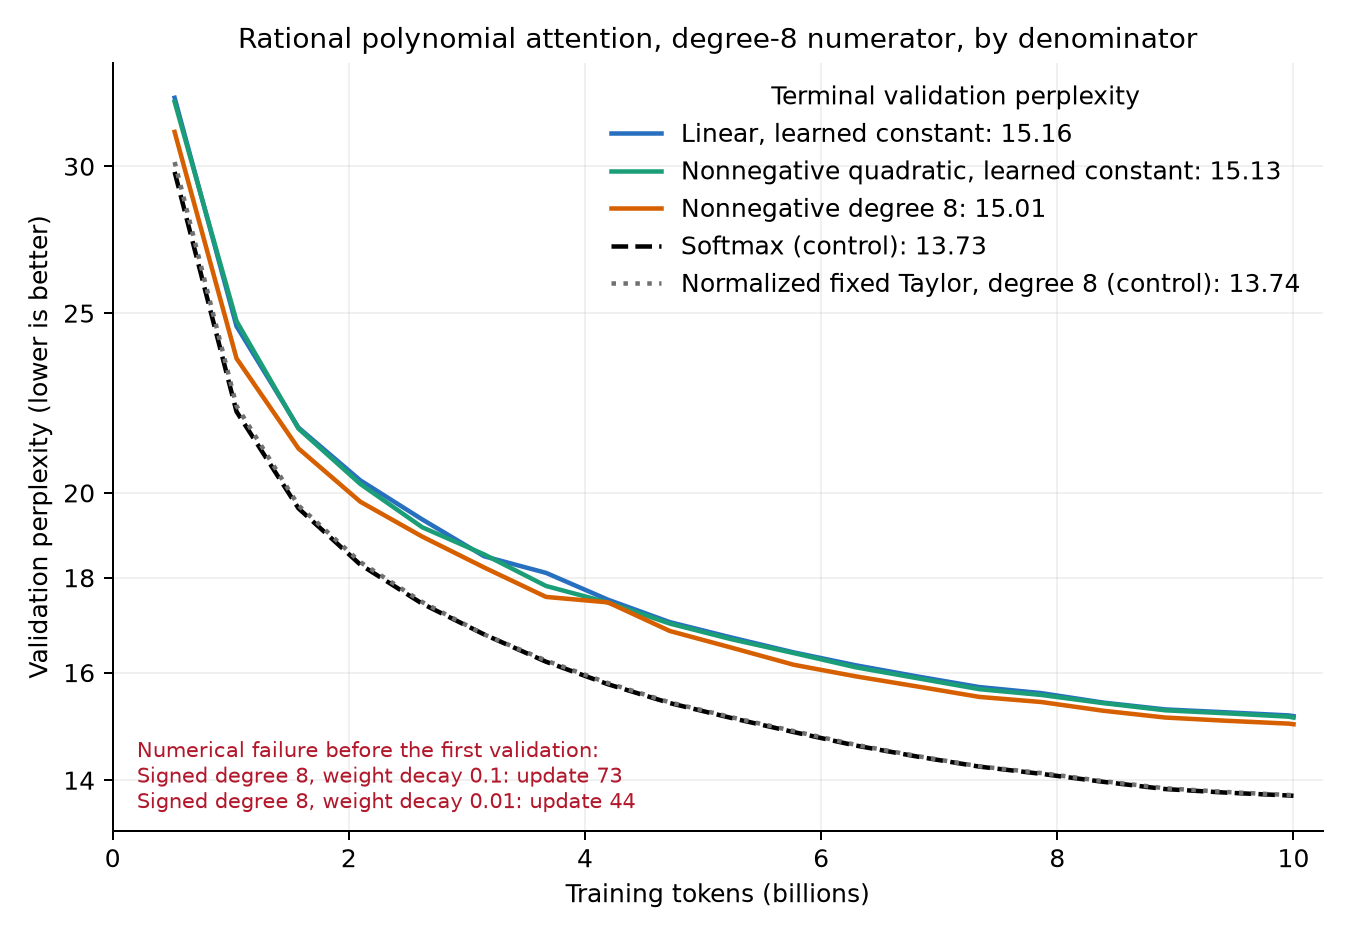 Rational polynomial attention, degree-8 numerator, by denominator
Terminal validation perplexity
Linear, learned constant: 15.16
Nonnegative quadratic, learned constant: 15.13
Nonnegative degree 8: 15.01
Softmax (control): 13.73
Normalized fixed Taylor, degree 8 (control): 13.74
Validation perplexity (lower is better)
30
25
20
18
16
14
Numerical failure before the first validation:
Signed degree 8, weight decay 0.1: update 73
Signed degree 8, weight decay 0.01: update 44
0 2 4 6 8 10
Training tokens (billions)